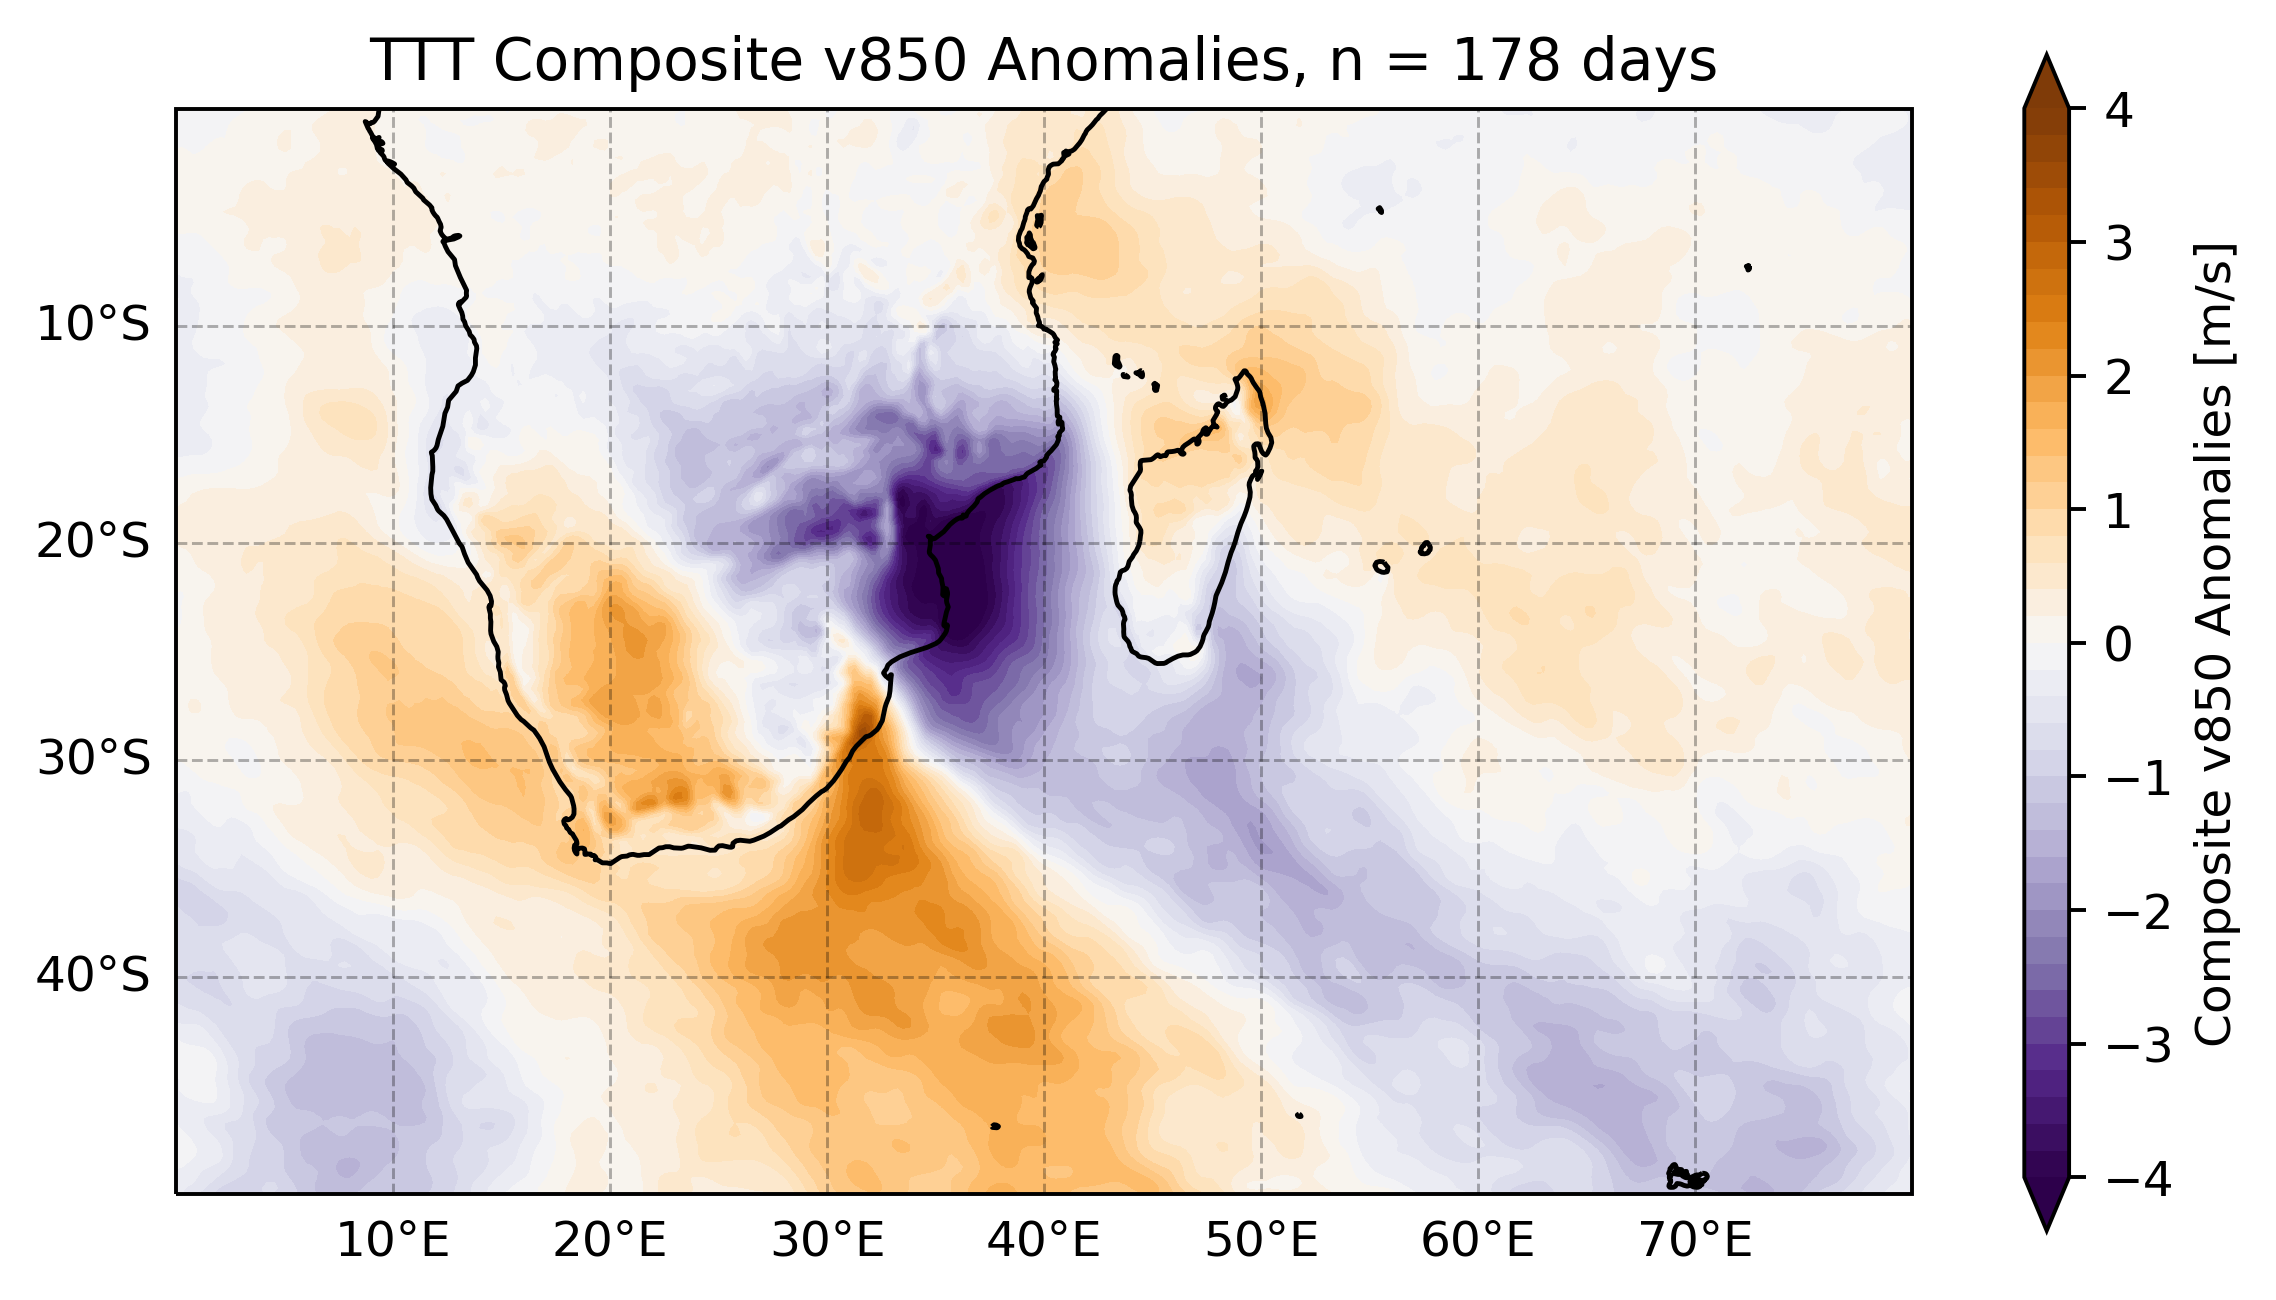 TTT Composite v850 Anomalies, n = 178 days
10°S
20°S
30°S
40°S
10°E 20°E 30°E 40°E 50°E 60°E 70°E
4
3
2
1
0
−1
−2
−3
−4
Composite v850 Anomalies [m/s]